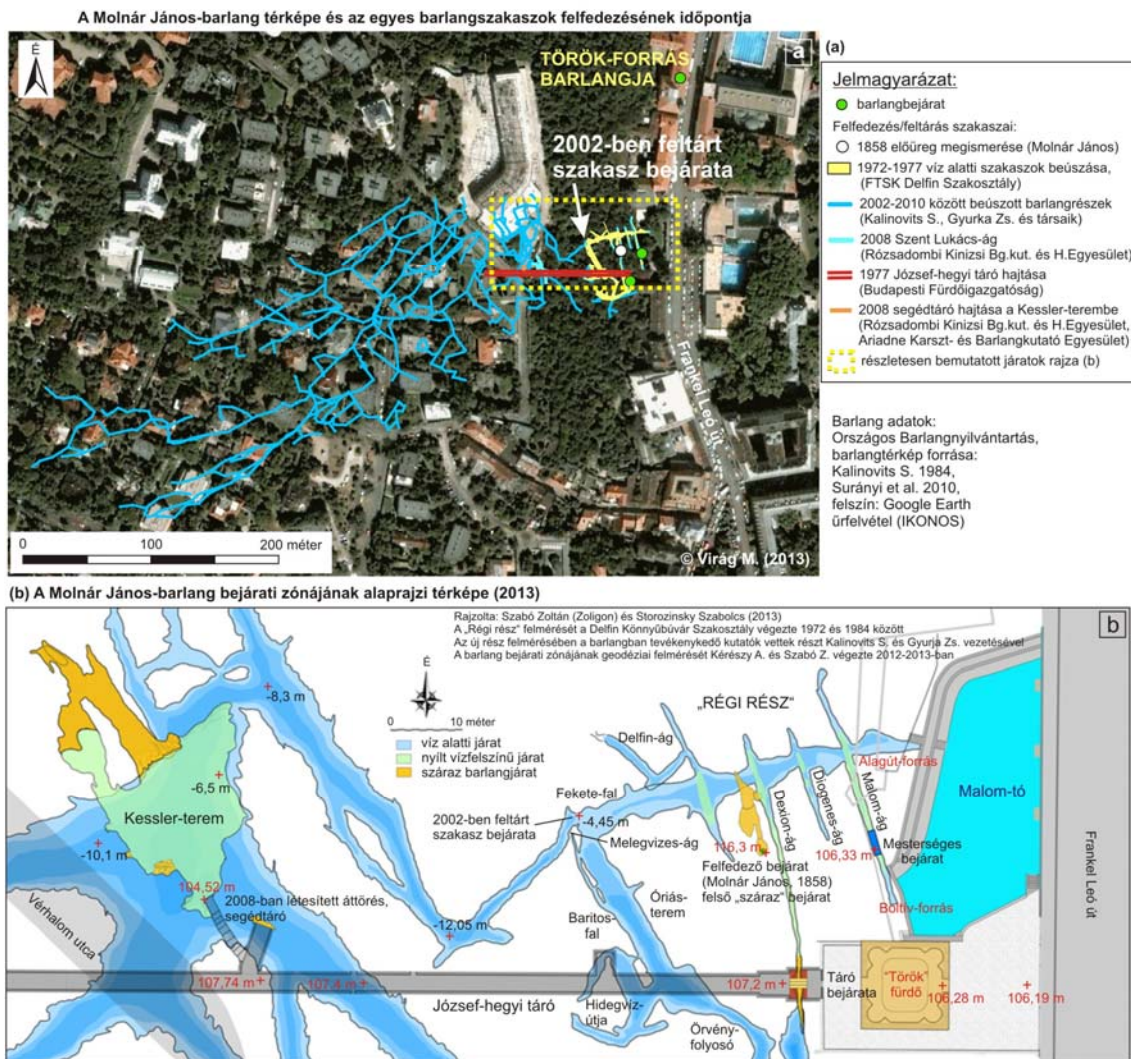 A Molnár János-barlang térképe és az egyes barlangszakaszok felfedezésének időpontja
a
É
TÖRÖK-FORRÁS
BARLANGJA
2002-ben feltárt
szakasz bejárata
Frankel Leó út
0 100 200 méter
© Virág M. (2013)
(a)
Jelmagyarázat:
barlangbejárat
Felfedezés/feltárás szakaszai:
1858 előüreg megismerése (Molnár János)
1972-1977 víz alatti szakaszok beúszása,
(FTSK Delfin Szakosztály)
2002-2010 között beúszott barlangrészek
(Kalinovits S., Gyurka Zs. és társaik)
2008 Szent Lukács-ág
(Rózsadombi Kinizsi Bg.kut. és H.Egyesület)
1977 József-hegyi táró hajtása
(Budapesti Fürdőigazgatóság)
2008 segédtáró hajtása a Kessler-terembe
(Rózsadombi Kinizsi Bg.kut. és H.Egyesület,
Ariadne Karszt- és Barlangkutató Egyesület)
részletesen bemutatott járatok rajza (b)
Barlang adatok:
Országos Barlangnyilvántartás,
barlangtérkép forrása:
Kalinovits S. 1984,
Surányi et al. 2010,
felszín: Google Earth
űrfelvétel (IKONOS)
(b) A Molnár János-barlang bejárati zónájának alaprajzi térképe (2013)
b
Rajzolta: Szabó Zoltán (Zoligon) és Storozinsky Szabolcs (2013)
A „Régi rész" felmérését a Delfin Könnyűbúvár Szakosztály végezte 1972 és 1984 között
Az új rész felmérésében a barlangban tevékenykedő kutatók vettek részt Kalinovits S. és Gyurja Zs. vezetésével
A barlang bejárati zónájának geodéziai felmérését Kérészy A. és Szabó Z. végezte 2012-2013-ban
É
0 10 méter
víz alatti járat
nyílt vízfelszínű járat
száraz barlangjárat
-8,3 m
-6,5 m
Kessler-terem
-10,1 m
104,52 m
2008-ban létesített áttörés,
segédtáró
Vérhalom utca
107,74 m
107,4 m
József-hegyi táró
-12,05 m
„RÉGI RÉSZ"
Delfin-ág
Fekete-fal
2002-ben feltárt
szakasz bejárata
-4,45 m
Melegvizes-ág
Óriás-
terem
Baritos-
fal
Hidegvíz-
útja
Örvény-
folyosó
116,3 m
Felfedező bejárat
(Molnár János, 1858)
felső „száraz" bejárat
Dexion-ág
Diogenes-ág
Malom-ág
Alagút-forrás
Malom-tó
106,33 m
Mesterséges
bejárat
Boltív-forrás
107,2 m
Táró
bejárata
"Török"
fürdő
106,28 m
106,19 m
Frankel Leó út